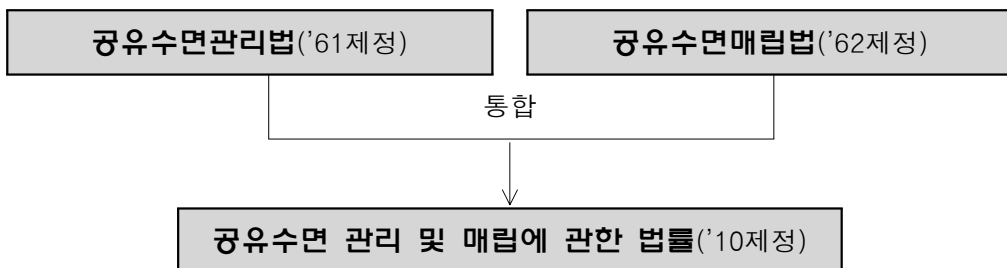 공유수면관리법('61제정)
공유수면매립법('62제정)
통합
공유수면 관리 및 매립에 관한 법률('10제정)